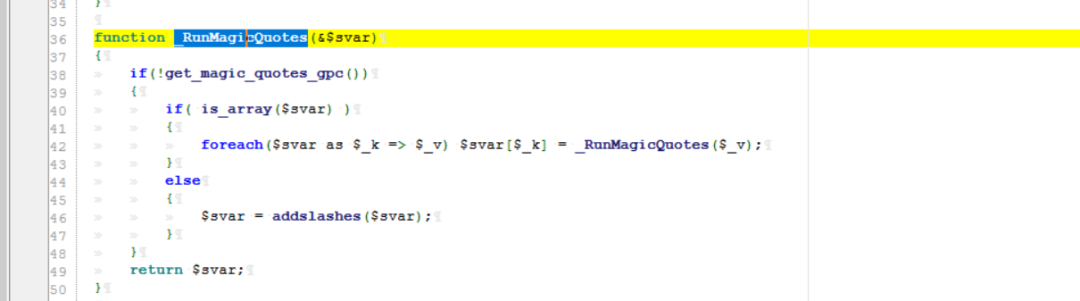 34 }
35
36 function _RunMagicQuotes(&$svar)
37 {
38 if(!get_magic_quotes_gpc())
39 {
40 if( is_array($svar) )
41 {
42 foreach($svar as $_k => $_v) $svar[$_k] = _RunMagicQuotes($_v);
43 }
44 else
45 {
46 $svar = addslashes($svar);
47 }
48 }
49 return $svar;
50 }